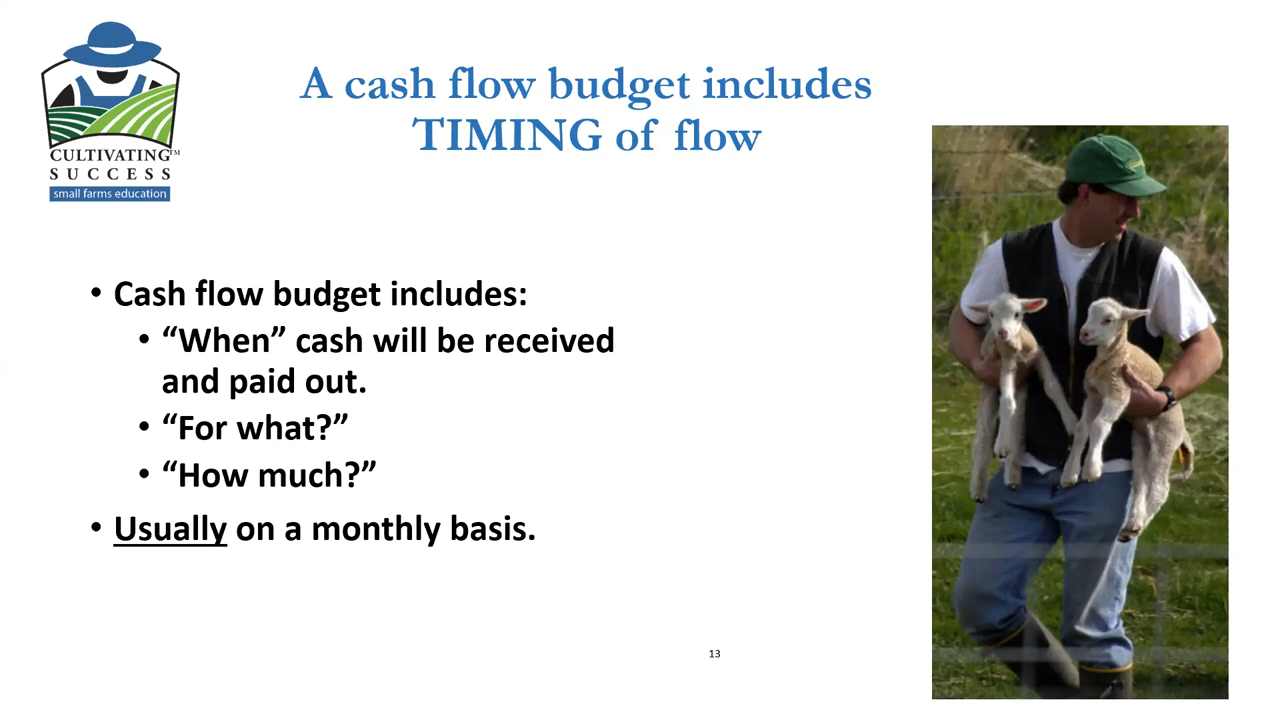 CULTIVATING™
SUCCESS
small farms education
A cash flow budget includes
TIMING of flow
• Cash flow budget includes:
• “When” cash will be received
and paid out.
• “For what?”
• “How much?”
• Usually on a monthly basis.
13